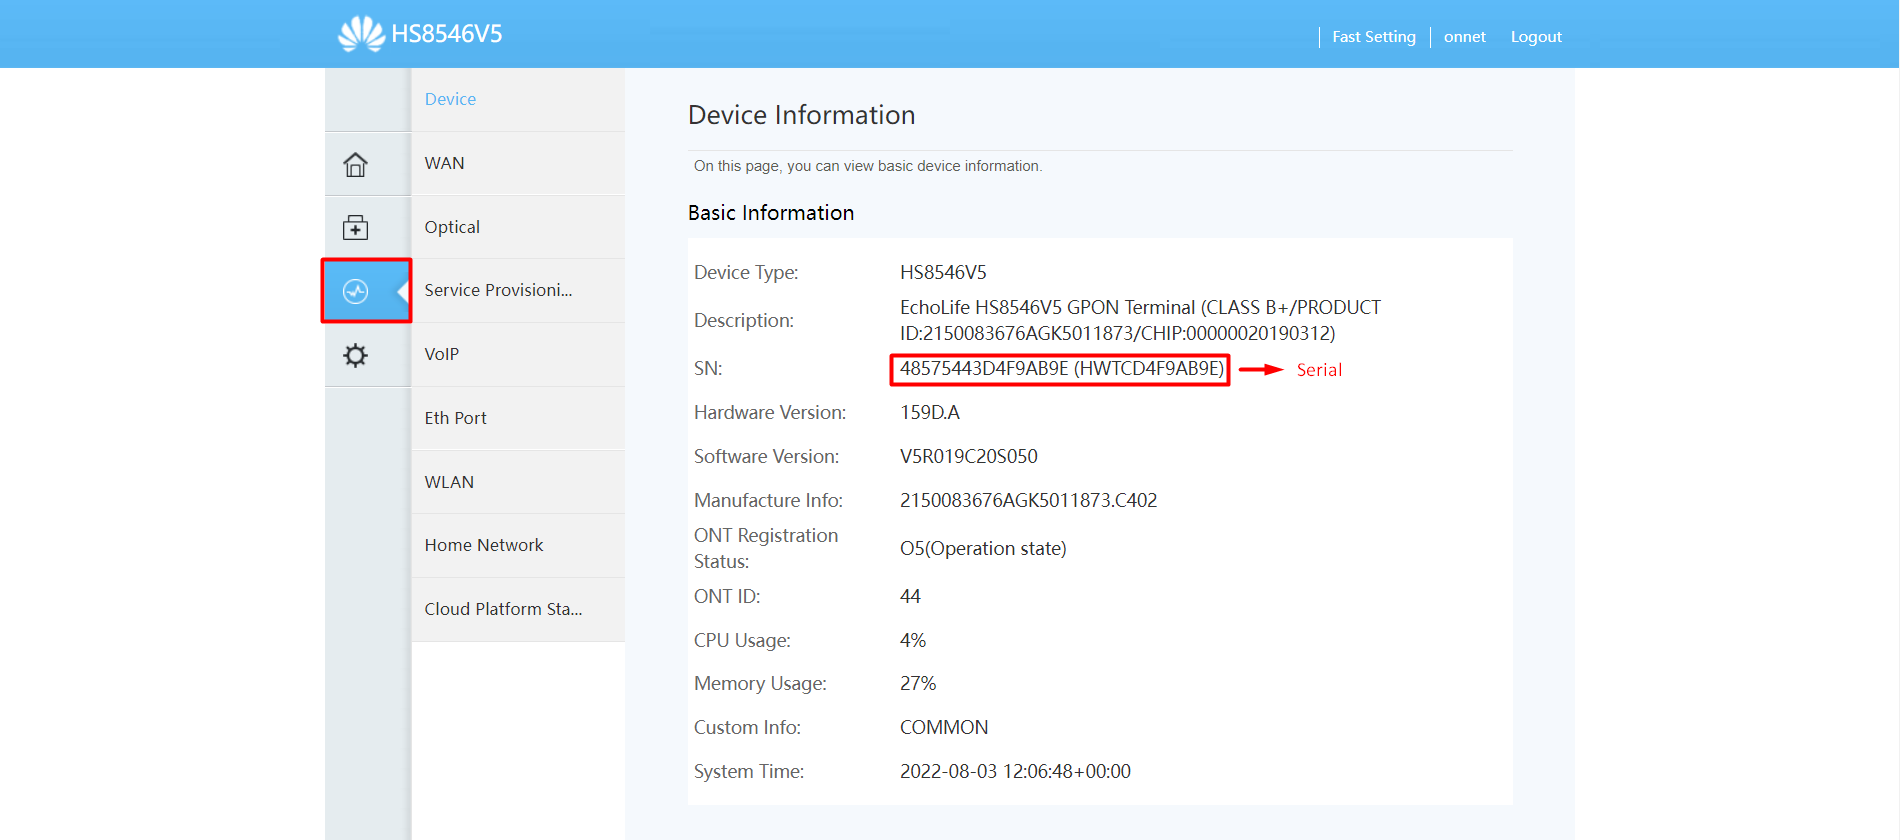 HS8546V5
Fast Setting
onnet
Logout
Device
WAN
Optical
Service Provisioni...
VoIP
Eth Port
WLAN
Home Network
Cloud Platform Sta...
Device Information
On this page, you can view basic device information.
Basic Information
Device Type: HS8546V5
Description: EchoLife HS8546V5 GPON Terminal (CLASS B+/PRODUCT
ID:2150083676AGK5011873/CHIP:00000020190312)
SN: 48575443D4F9AB9E (HWTCD4F9AB9E) Serial
Hardware Version: 159D.A
Software Version: V5R019C20S050
Manufacture Info: 2150083676AGK5011873.C402
ONT Registration
Status: O5(Operation state)
ONT ID: 44
CPU Usage: 4%
Memory Usage: 27%
Custom Info: COMMON
System Time: 2022-08-03 12:06:48+00:00